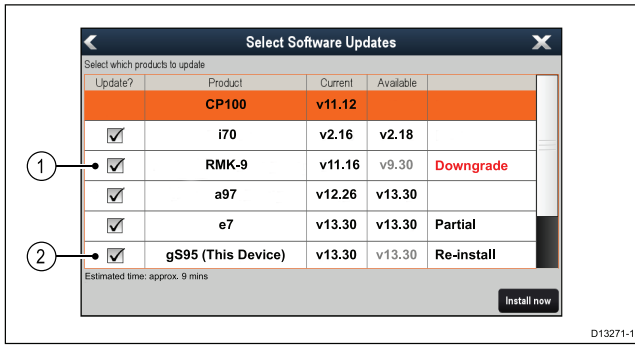 Select Software Updates
Select which products to update
Update? Product Current Available
CP100 v11.12
i70 v2.16 v2.18
1 RMK-9 v11.16 v9.30 Downgrade
a97 v12.26 v13.30
e7 v13.30 v13.30 Partial
2 gS95 (This Device) v13.30 v13.30 Re-install
Estimated time: approx. 9 mins
Install now
D13271-1